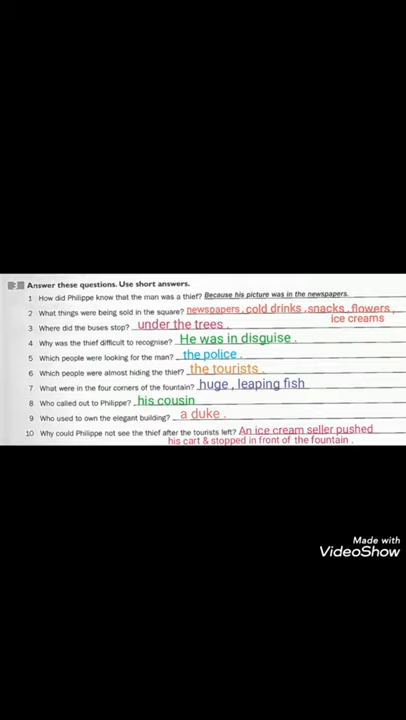 3 Answer these questions. Use short answers.
1 How did Philippe know that the man was a thief? Because his picture was in the newspapers.
2 What things were being sold in the square? newspapers , cold drinks , snacks , flowers ,
ice creams
3 Where did the buses stop? under the trees .
4 Why was the thief difficult to recognise? He was in disguise .
5 Which people were looking for the man? the police .
6 Which people were almost hiding the thief? the tourists .
7 What were in the four corners of the fountain? huge , leaping fish
8 Who called out to Philippe? his cousin
9 Who used to own the elegant building? a duke .
10 Why could Philippe not see the thief after the tourists left? An ice cream seller pushed
his cart & stopped in front of the fountain .
Made with
VideoShow